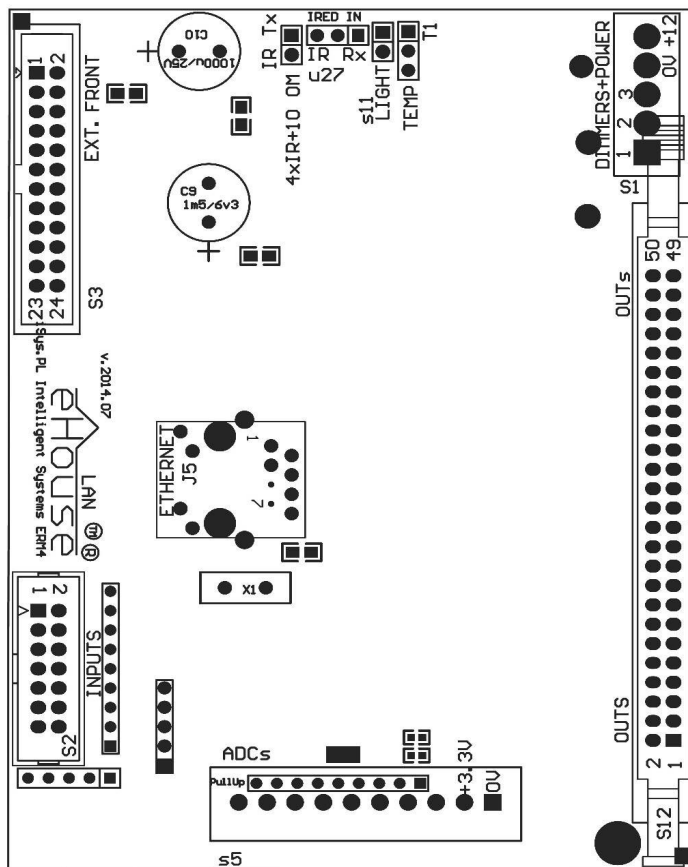 1 2
EXT. FRONT
23 24
S3
C10
1000u/25V
C9
1m5/6v3
4xIR+10 OM
IR Tx
IRED IN
IR Rx
u27
s11
LIGHT
T1
TEMP
DIMMERS+POWER
0V +12
3
2
1
S1
50 49
OUTs
v.2014.07
Sys.PL Intelligent Systems ERM4
eHouse
LAN TM ®
ETHERNET
J5
1
7
X1
1 2
INPUTS
S2
ADCs
PullUp
+3.3V
0V
s5
OUTS
2 1
S12